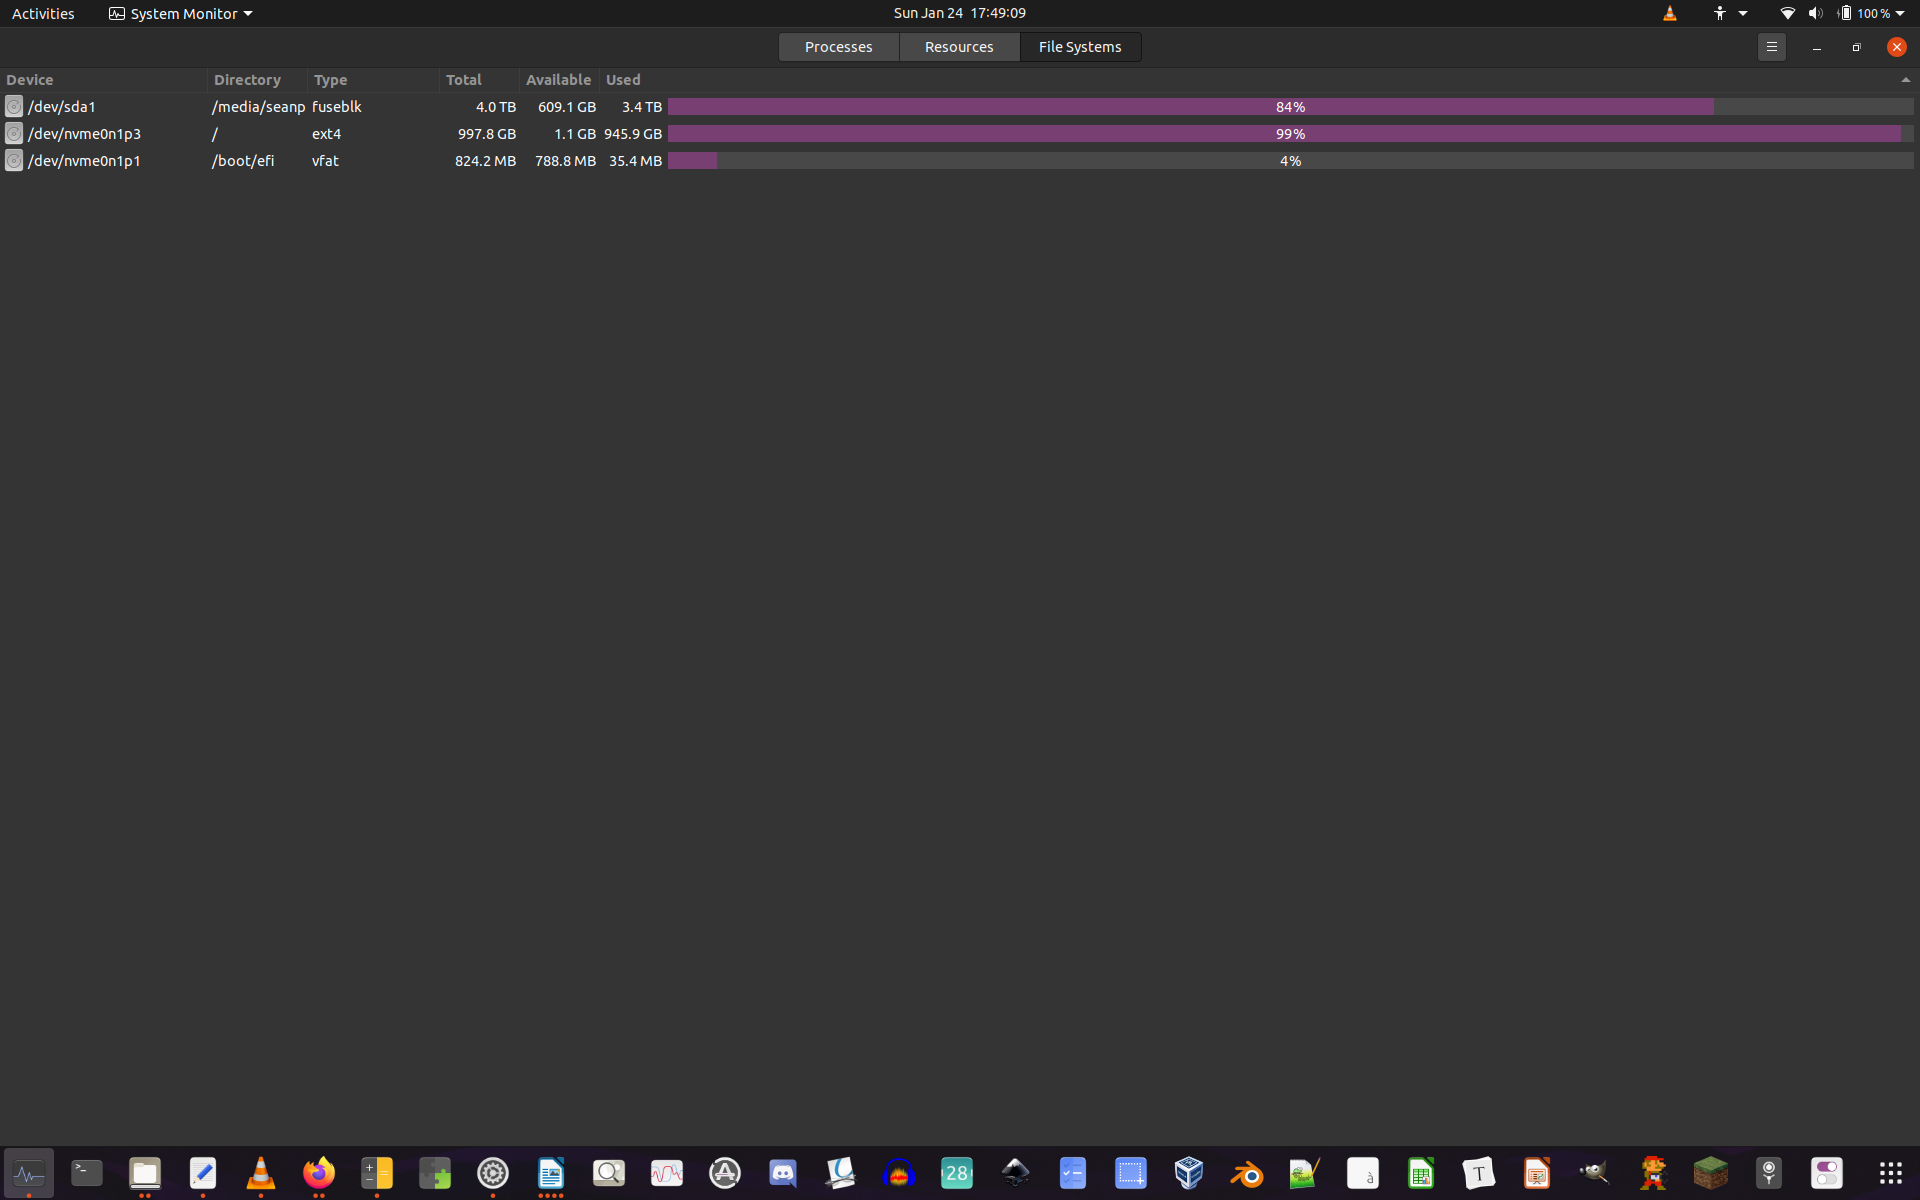 Activities System Monitor Sun Jan 24 17:49:09 100 %
Processes Resources File Systems
Device Directory Type Total Available Used
/dev/sda1 /media/seanp fuseblk 4.0 TB 609.1 GB 3.4 TB 84%
/dev/nvme0n1p3 / ext4 997.8 GB 1.1 GB 945.9 GB 99%
/dev/nvme0n1p1 /boot/efi vfat 824.2 MB 788.8 MB 35.4 MB 4%
>_ 28 à T